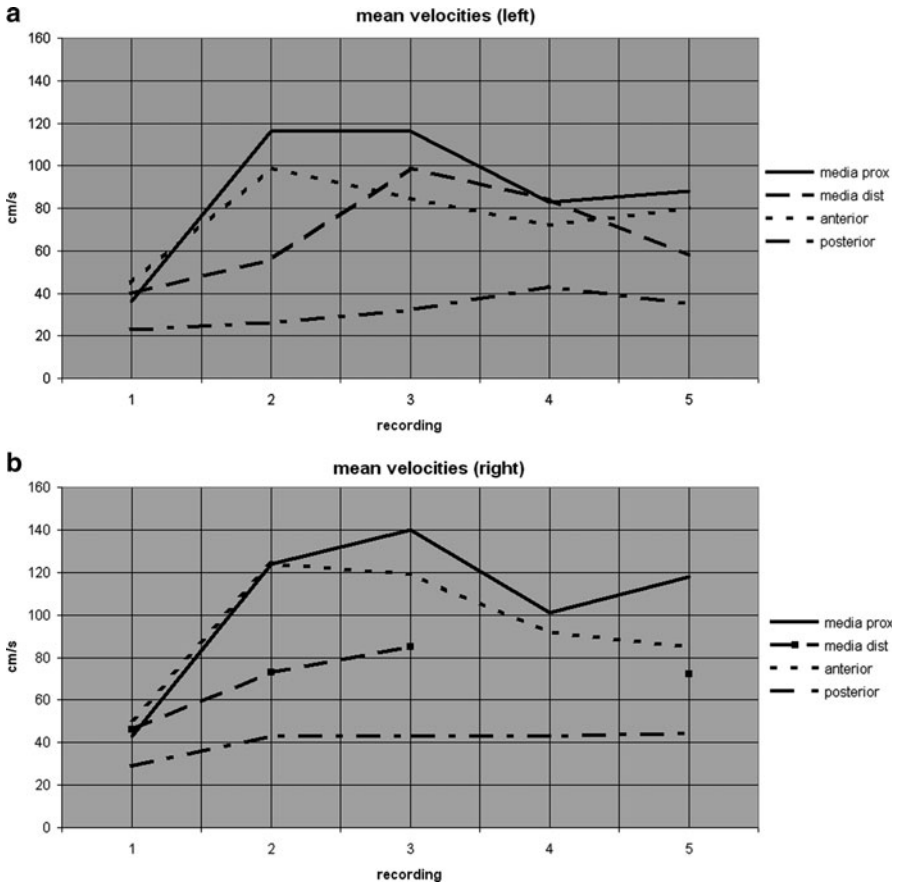 a
mean velocities (left)
160
140
120
100
80
60
40
20
0
cm/s
1 2 3 4 5
recording
media prox
media dist
anterior
posterior
b
mean velocities (right)
160
140
120
100
80
60
40
20
0
cm/s
1 2 3 4 5
recording
media prox
media dist
anterior
posterior